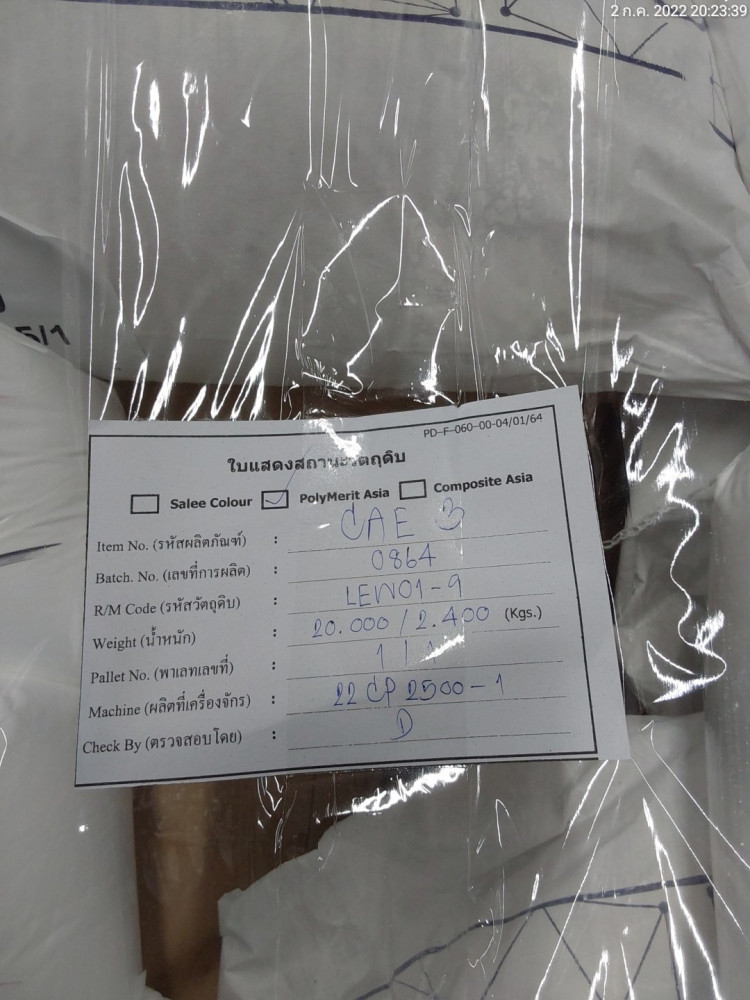 2 ก.ค. 2022 20:23:39
5/1
PD-F-060-00-04/01/64
ใบแสดงสถานะวัตถุดิบ
Salee Colour PolyMerit Asia Composite Asia
Item No. (รหัสผลิตภัณฑ์) : CAE 3
Batch. No. (เลขที่การผลิต) : 0864
R/M Code (รหัสวัตถุดิบ) : LEW01-9
Weight (น้ำหนัก) : 20.000 / 2.400 (Kgs.)
Pallet No. (พาเลทเลขที่) : 1 / 1
Machine (ผลิตที่เครื่องจักร) : 22 CP 2500-1
Check By (ตรวจสอบโดย) : D